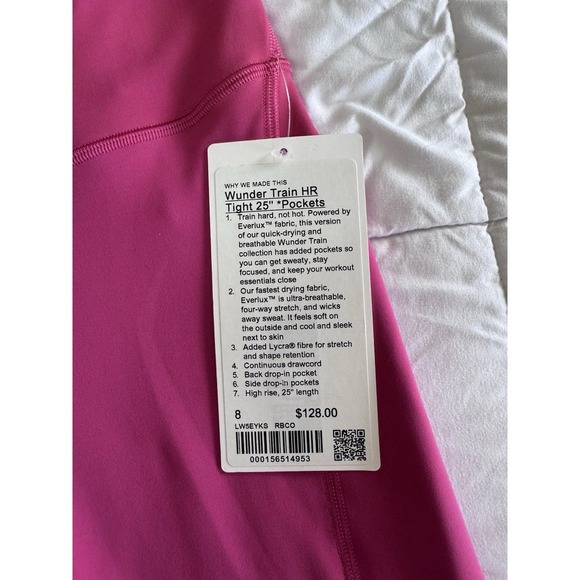 WHY WE MADE THIS
Wunder Train HR
Tight 25" *Pockets
1. Train hard, not hot. Powered by
Everlux™ fabric, this version
of our quick-drying and
breathable Wunder Train
collection has added pockets so
you can get sweaty, stay
focused, and keep your workout
essentials close
2. Our fastest drying fabric,
Everlux™ is ultra-breathable,
four-way stretch, and wicks
away sweat. It feels soft on
the outside and cool and sleek
next to skin
3. Added Lycra® fibre for stretch
and shape retention
4. Continuous drawcord
5. Back drop-in pocket
6. Side drop-in pockets
7. High rise, 25" length
8 $128.00
LW5EYKS RBCO
000156514953